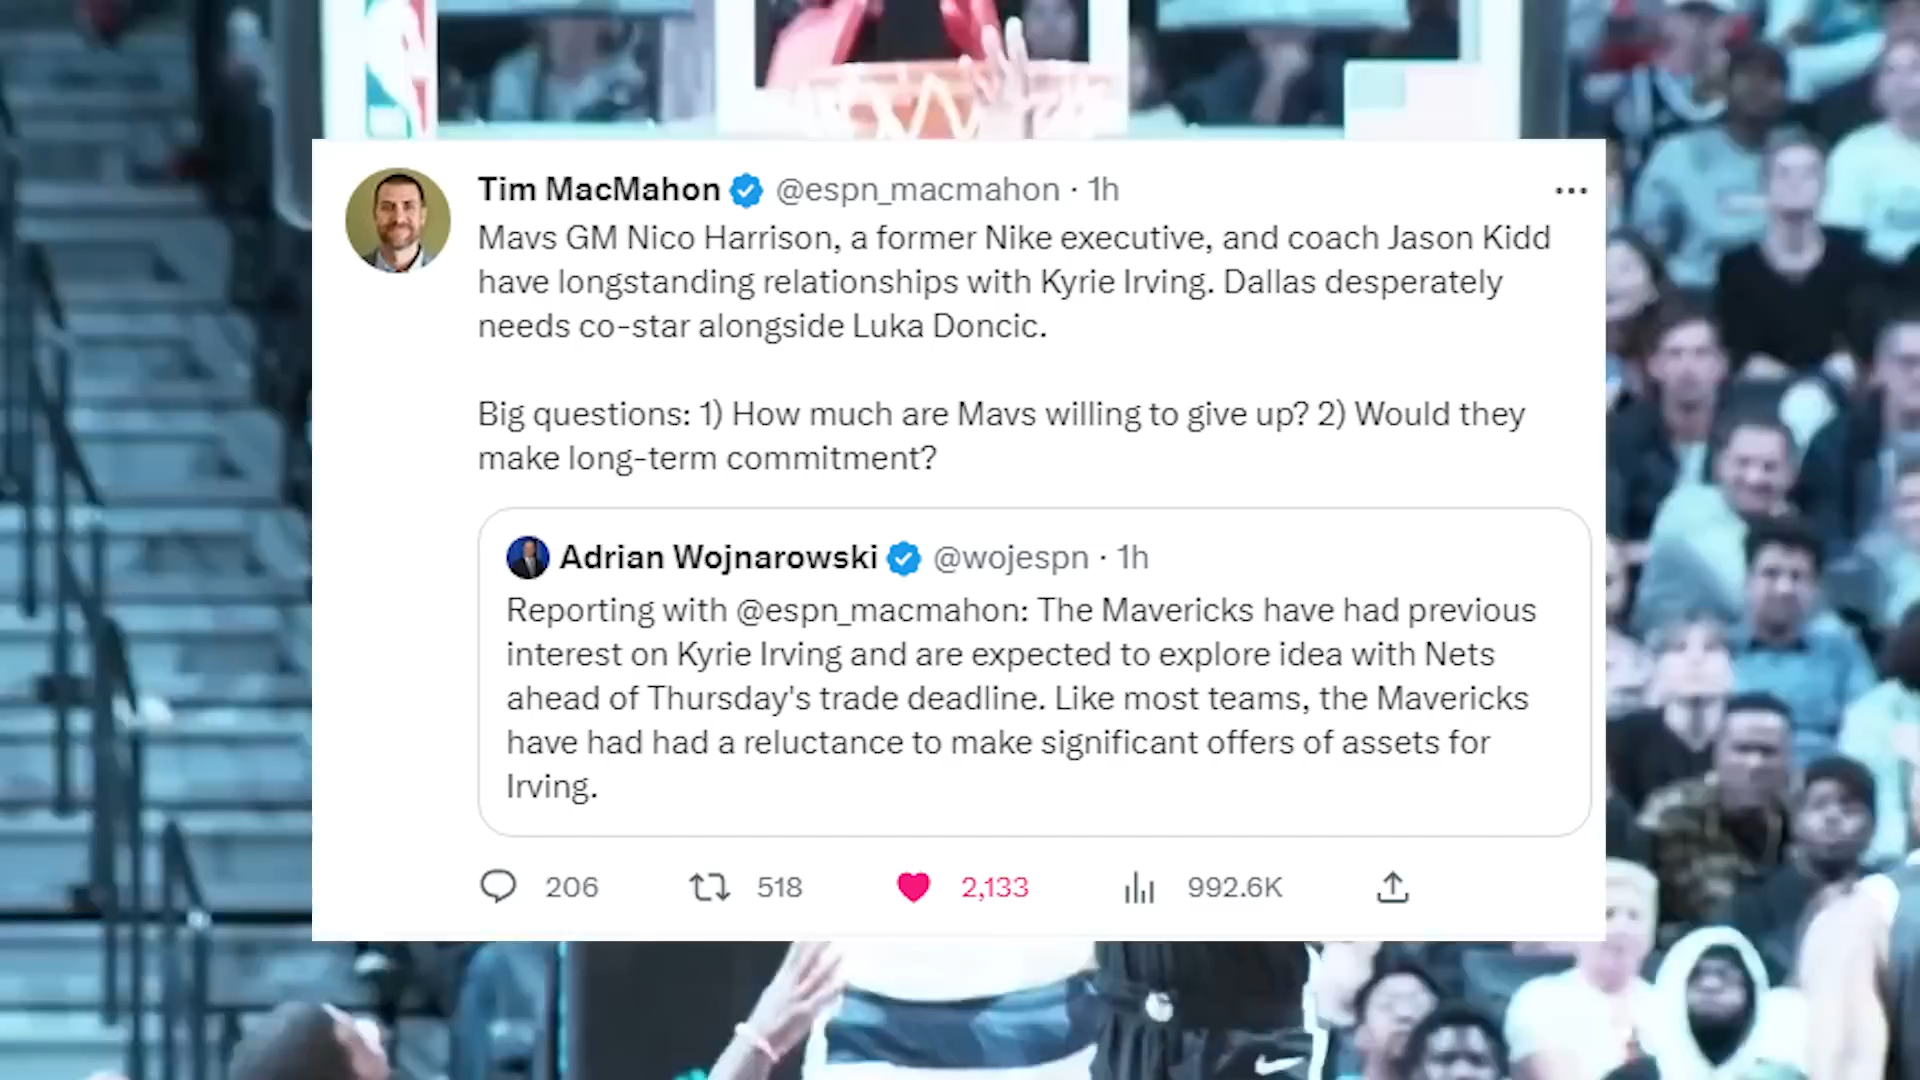 Tim MacMahon @espn_macmahon · 1h
Mavs GM Nico Harrison, a former Nike executive, and coach Jason Kidd
have longstanding relationships with Kyrie Irving. Dallas desperately
needs co-star alongside Luka Doncic.
Big questions: 1) How much are Mavs willing to give up? 2) Would they
make long-term commitment?
Adrian Wojnarowski @wojespn · 1h
Reporting with @espn_macmahon: The Mavericks have had previous
interest on Kyrie Irving and are expected to explore idea with Nets
ahead of Thursday's trade deadline. Like most teams, the Mavericks
have had had a reluctance to make significant offers of assets for
Irving.
206 518 2,133 992.6K